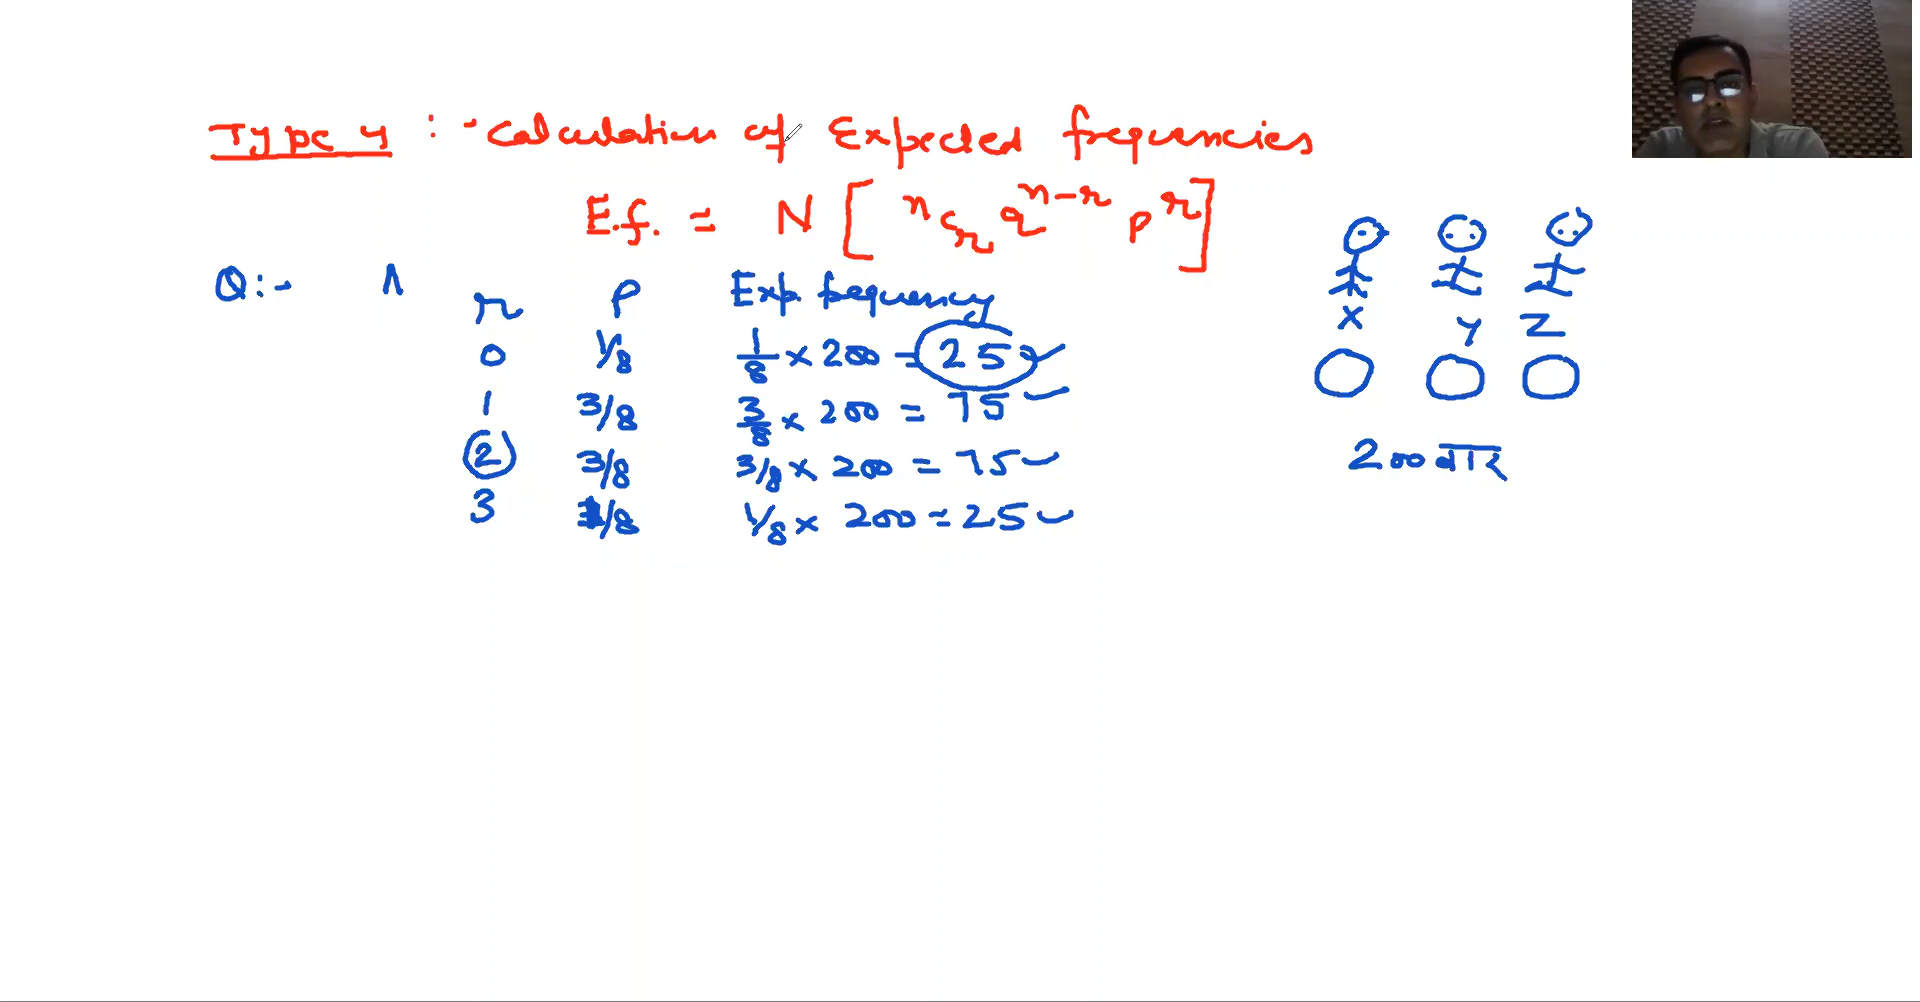 Type 4 :- Calculation of Expected frequencies
E.f. = N [ ⁿCᵣ qⁿ⁻ʳ pʳ ]
Q:-
r P Exp. frequency
0 1/8 1/8 × 200 = 25 ✓
1 3/8 3/8 × 200 = 75 ✓
2 3/8 3/8 × 200 = 75 ✓
3 1/8 1/8 × 200 = 25 ✓
X Y Z
200 बार